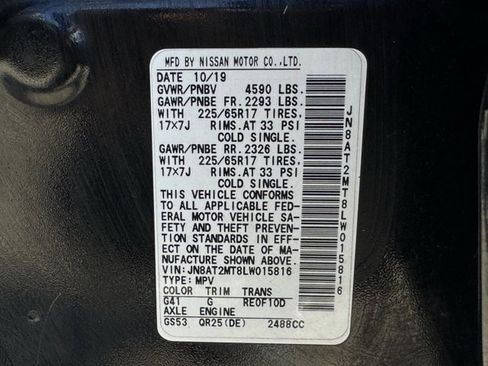 MFD BY NISSAN MOTOR CO.,LTD.
DATE 10/19
GVWR/PNBV 4590 LBS.
GAWR/PNBE FR. 2293 LBS.
WITH 225/65R17 TIRES,
17×7J RIMS.AT 33 PSI
COLD SINGLE.
GAWR/PNBE RR. 2326 LBS.
WITH 225/65R17 TIRES,
17×7J RIMS.AT 33 PSI
COLD SINGLE.
THIS VEHICLE CONFORMS
TO ALL APPLICABLE FED-
ERAL MOTOR VEHICLE SA-
FETY AND THEFT PREVEN-
TION STANDARDS IN EFF-
ECT ON THE DATE OF MA-
NUFACTURE SHOWN ABOVE.
VIN: JN8AT2MT8LW015816
TYPE: MPV
COLOR TRIM TRANS
G41 G RE0F10D
AXLE ENGINE
GS53 QR25(DE) 2488CC
JN8AT2MT8LW015816